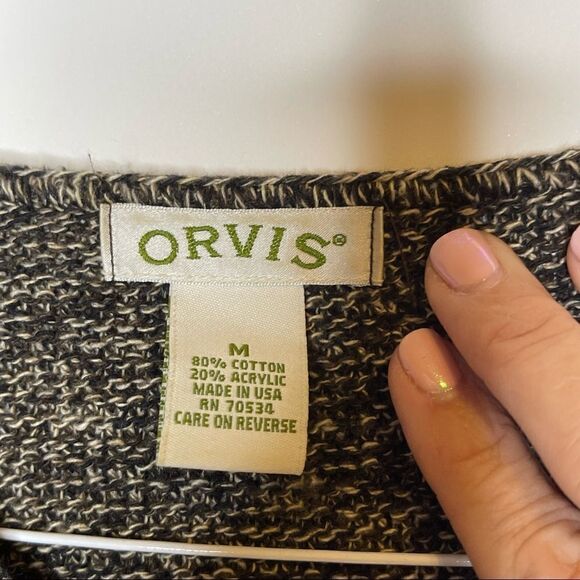 ORVIS®
M
80% COTTON
20% ACRYLIC
MADE IN USA
RN 70534
CARE ON REVERSE